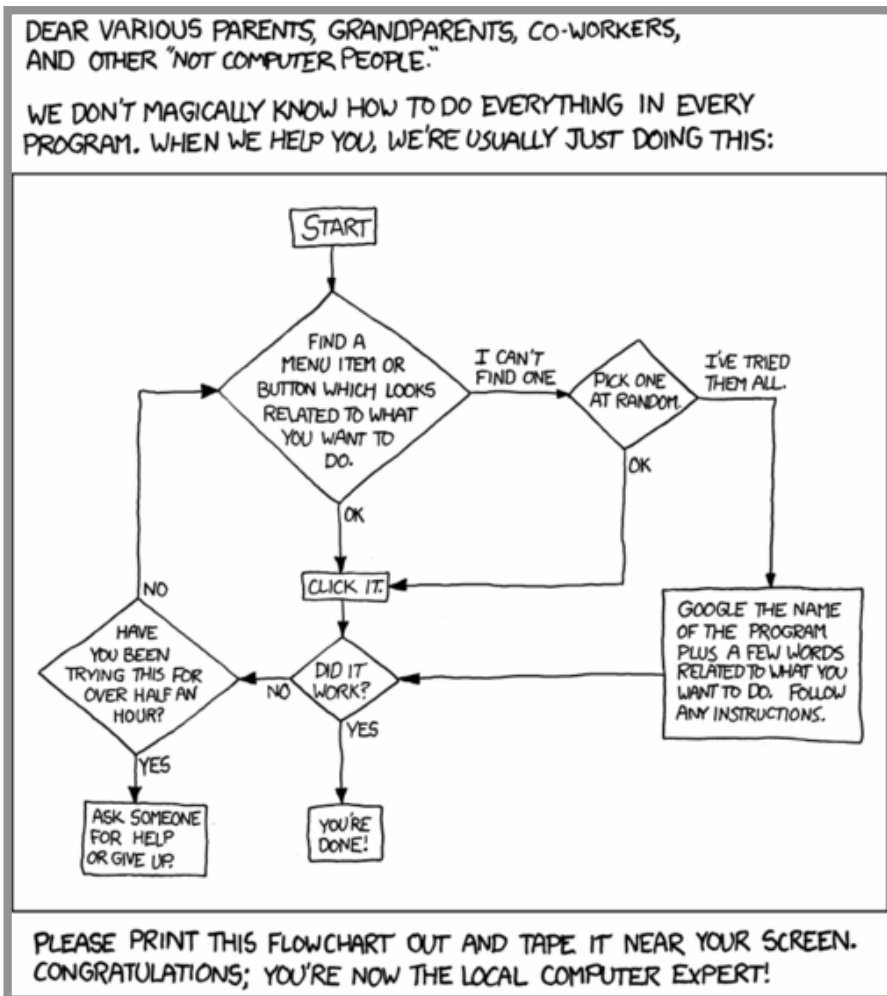 DEAR VARIOUS PARENTS, GRANDPARENTS, CO-WORKERS,
AND OTHER "NOT COMPUTER PEOPLE."
WE DON'T MAGICALLY KNOW HOW TO DO EVERYTHING IN EVERY
PROGRAM. WHEN WE HELP YOU, WE'RE USUALLY JUST DOING THIS:
START
FIND A
MENU ITEM OR
BUTTON WHICH LOOKS
RELATED TO WHAT
YOU WANT TO
DO.
I CAN'T
FIND ONE
PICK ONE
AT RANDOM.
I'VE TRIED
THEM ALL.
OK
OK
CLICK IT.
NO
GOOGLE THE NAME
OF THE PROGRAM
PLUS A FEW WORDS
RELATED TO WHAT YOU
WANT TO DO. FOLLOW
ANY INSTRUCTIONS.
HAVE
YOU BEEN
TRYING THIS FOR
OVER HALF AN
HOUR?
NO
DID IT
WORK?
YES
YES
ASK SOMEONE
FOR HELP
OR GIVE UP.
YOU'RE
DONE!
PLEASE PRINT THIS FLOWCHART OUT AND TAPE IT NEAR YOUR SCREEN.
CONGRATULATIONS; YOU'RE NOW THE LOCAL COMPUTER EXPERT!